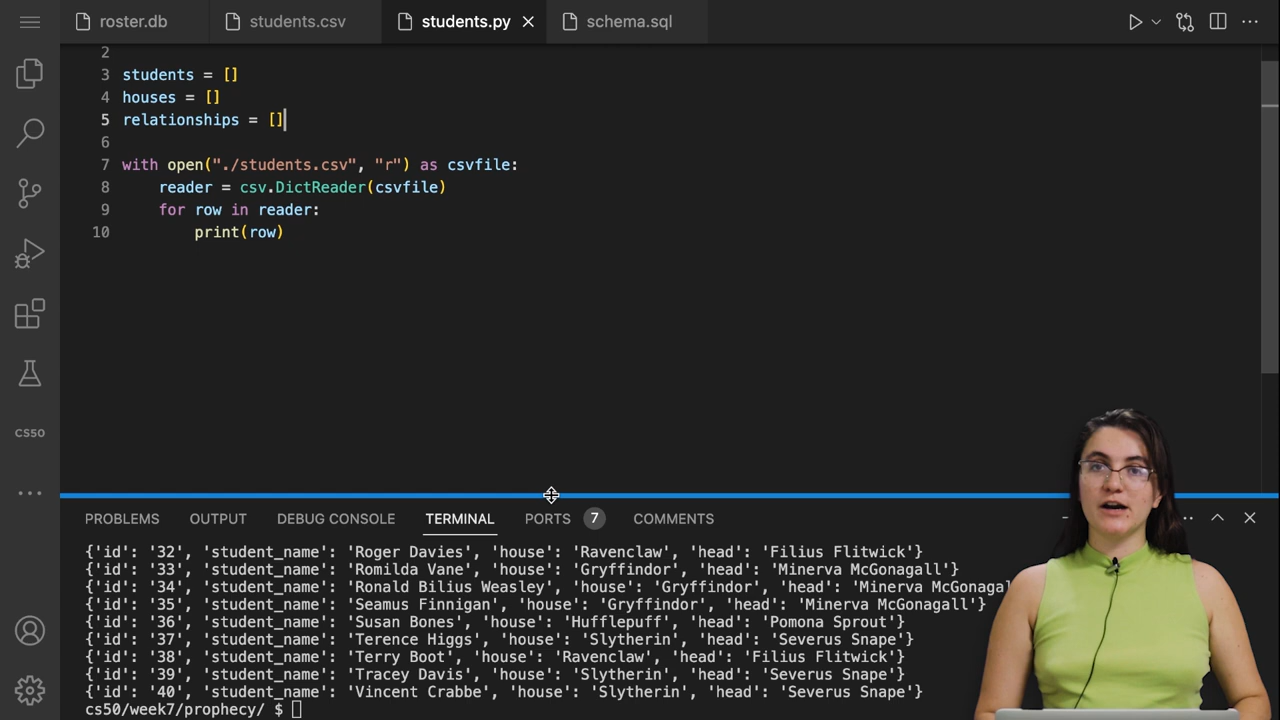 roster.db
students.csv
students.py
schema.sql
2
3 students = []
4 houses = []
5 relationships = []
6
7 with open("./students.csv", "r") as csvfile:
8     reader = csv.DictReader(csvfile)
9     for row in reader:
10         print(row)
CS50
PROBLEMS OUTPUT DEBUG CONSOLE TERMINAL PORTS 7 COMMENTS
{'id': '32', 'student_name': 'Roger Davies', 'house': 'Ravenclaw', 'head': 'Filius Flitwick'}
{'id': '33', 'student_name': 'Romilda Vane', 'house': 'Gryffindor', 'head': 'Minerva McGonagall'}
{'id': '34', 'student_name': 'Ronald Bilius Weasley', 'house': 'Gryffindor', 'head': 'Minerva McGonagal
{'id': '35', 'student_name': 'Seamus Finnigan', 'house': 'Gryffindor', 'head': 'Minerva McGonagall'}
{'id': '36', 'student_name': 'Susan Bones', 'house': 'Hufflepuff', 'head': 'Pomona Sprout'}
{'id': '37', 'student_name': 'Terence Higgs', 'house': 'Slytherin', 'head': 'Severus Snape'}
{'id': '38', 'student_name': 'Terry Boot', 'house': 'Ravenclaw', 'head': 'Filius Flitwick'}
{'id': '39', 'student_name': 'Tracey Davis', 'house': 'Slytherin', 'head': 'Severus Snape'}
{'id': '40', 'student_name': 'Vincent Crabbe', 'house': 'Slytherin', 'head': 'Severus Snape'}
cs50/week7/prophecy/ $